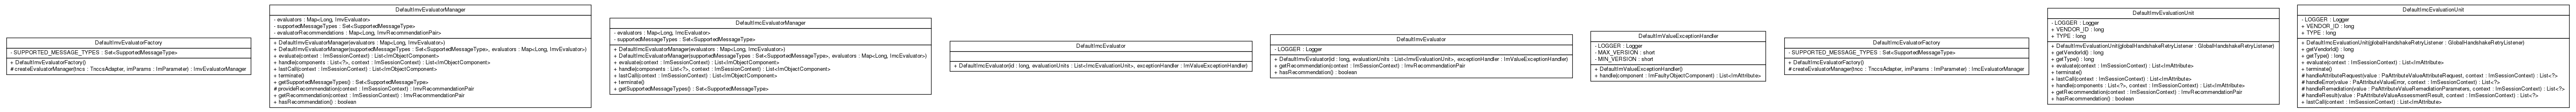 DefaultImvEvaluatorFactory
- SUPPORTED_MESSAGE_TYPES : Set<SupportedMessageType>
+ DefaultImvEvaluatorFactory()
# createEvaluatorManager(tncc : TnccsAdapter, imParams : ImParameter) : ImvEvaluatorManager
DefaultImvEvaluatorManager
- evaluators : Map<Long, ImvEvaluator>
- supportedMessageTypes : Set<SupportedMessageType>
- evaluatorRecommendations : Map<Long, ImvRecommendationPair>
+ DefaultImvEvaluatorManager(evaluators : Map<Long, ImvEvaluator>)
+ DefaultImvEvaluatorManager(supportedMessageTypes : Set<SupportedMessageType>, evaluators : Map<Long, ImvEvaluator>)
+ evaluate(context : ImSessionContext) : List<ImObjectComponent>
+ handle(components : List<?>, context : ImSessionContext) : List<ImObjectComponent>
+ lastCall(context : ImSessionContext) : List<ImObjectComponent>
+ terminate()
+ getSupportedMessageTypes() : Set<SupportedMessageType>
# provideRecommendation(context : ImSessionContext) : ImvRecommendationPair
+ getRecommendation(context : ImSessionContext) : ImvRecommendationPair
+ hasRecommendation() : boolean
DefaultImcEvaluatorManager
- evaluators : Map<Long, ImcEvaluator>
- supportedMessageTypes : Set<SupportedMessageType>
+ DefaultImcEvaluatorManager(evaluators : Map<Long, ImcEvaluator>)
+ DefaultImcEvaluatorManager(supportedMessageTypes : Set<SupportedMessageType>, evaluators : Map<Long, ImcEvaluator>)
+ evaluate(context : ImSessionContext) : List<ImObjectComponent>
+ handle(components : List<?>, context : ImSessionContext) : List<ImObjectComponent>
+ lastCall(context : ImSessionContext) : List<ImObjectComponent>
+ terminate()
+ getSupportedMessageTypes() : Set<SupportedMessageType>
DefaultImcEvaluator
+ DefaultImcEvaluator(id : long, evaluationUnits : List<ImcEvaluationUnit>, exceptionHandler : ImValueExceptionHandler)
DefaultImvEvaluator
- LOGGER : Logger
+ DefaultImvEvaluator(id : long, evaluationUnits : List<ImvEvaluationUnit>, exceptionHandler : ImValueExceptionHandler)
+ getRecommendation(context : ImSessionContext) : ImvRecommendationPair
+ hasRecommendation() : boolean
DefaultImValueExceptionHandler
- LOGGER : Logger
- MAX_VERSION : short
- MIN_VERSION : short
+ DefaultImValueExceptionHandler()
+ handle(component : ImFaultyObjectComponent) : List<ImAttribute>
DefaultImcEvaluatorFactory
- SUPPORTED_MESSAGE_TYPES : Set<SupportedMessageType>
+ DefaultImcEvaluatorFactory()
# createEvaluatorManager(tncc : TnccsAdapter, imParams : ImParameter) : ImcEvaluatorManager
DefaultImvEvaluationUnit
- LOGGER : Logger
+ VENDOR_ID : long
+ TYPE : long
+ DefaultImvEvaluationUnit(globalHandshakeRetryListener : GlobalHandshakeRetryListener)
+ getVendorId() : long
+ getType() : long
+ evaluate(context : ImSessionContext) : List<ImAttribute>
+ terminate()
+ lastCall(context : ImSessionContext) : List<ImAttribute>
+ handle(components : List<?>, context : ImSessionContext) : List<ImAttribute>
+ getRecommendation(context : ImSessionContext) : ImvRecommendationPair
+ hasRecommendation() : boolean
DefaultImcEvaluationUnit
- LOGGER : Logger
+ VENDOR_ID : long
+ TYPE : long
+ DefaultImcEvaluationUnit(globalHandshakeRetryListener : GlobalHandshakeRetryListener)
+ getVendorId() : long
+ getType() : long
+ evaluate(context : ImSessionContext) : List<ImAttribute>
+ terminate()
# handleAttributeRequest(value : PaAttributeValueAttributeRequest, context : ImSessionContext) : List<?>
# handleError(value : PaAttributeValueError, context : ImSessionContext) : List<?>
# handleRemediation(value : PaAttributeValueRemediationParameters, context : ImSessionContext) : List<?>
# handleResult(value : PaAttributeValueAssessmentResult, context : ImSessionContext) : List<?>
+ lastCall(context : ImSessionContext) : List<ImAttribute>